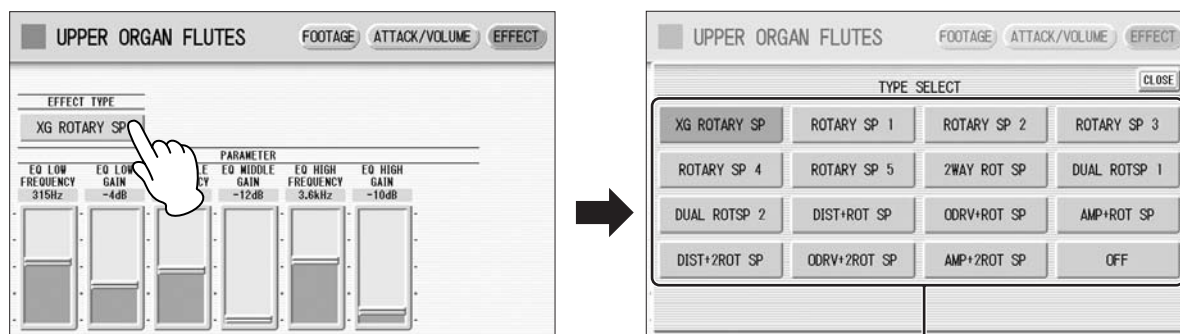 UPPER ORGAN FLUTES FOOTAGE ATTACK/VOLUME EFFECT
EFFECT TYPE
XG ROTARY SP
PARAMETER
EQ LOW FREQUENCY 315Hz
EQ LOW GAIN -4dB
EQ MIDDLE GAIN -12dB
EQ HIGH FREQUENCY 3.6kHz
EQ HIGH GAIN -10dB
UPPER ORGAN FLUTES FOOTAGE ATTACK/VOLUME EFFECT
TYPE SELECT CLOSE
XG ROTARY SP ROTARY SP 1 ROTARY SP 2 ROTARY SP 3
ROTARY SP 4 ROTARY SP 5 2WAY ROT SP DUAL ROTSP 1
DUAL ROTSP 2 DIST+ROT SP ODRV+ROT SP AMP+ROT SP
DIST+2ROT SP ODRV+2ROT SP AMP+2ROT SP OFF